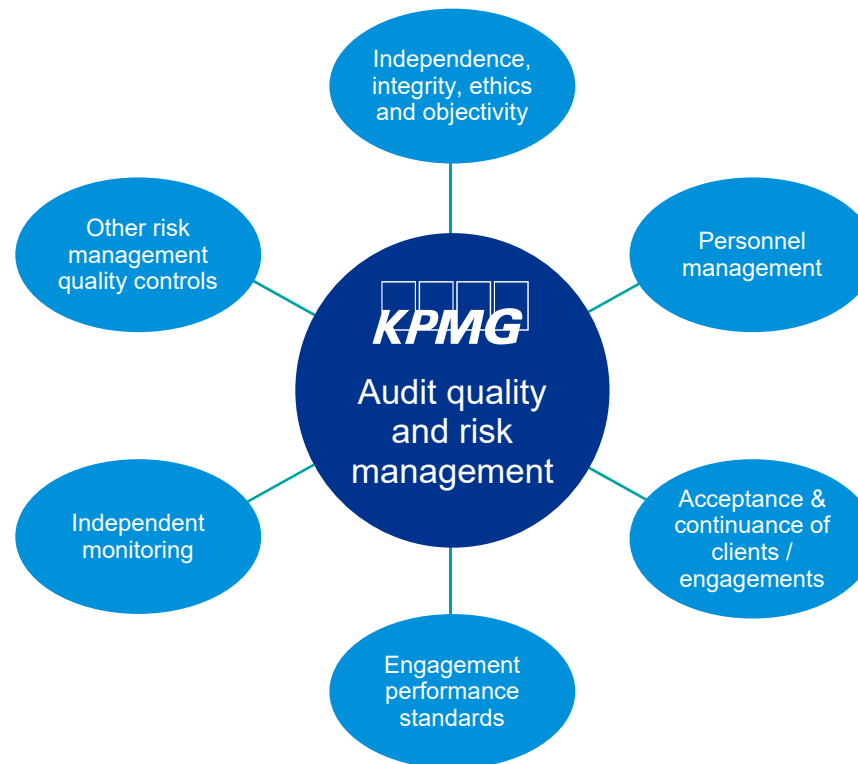 Independence,
integrity, ethics
and objectivity
Other risk
management
quality controls
Personnel
management
KPMG
Audit quality
and risk
management
Independent
monitoring
Acceptance &
continuance of
clients /
engagements
Engagement
performance
standards